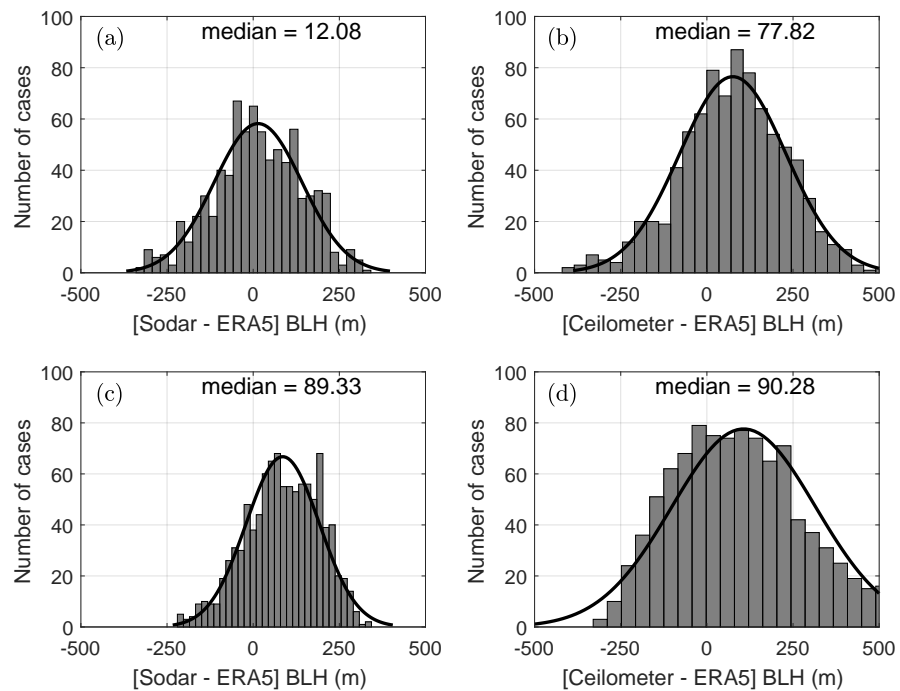 (a) median = 12.08
Number of cases
100
80
60
40
20
0
-500 -250 0 250 500
[Sodar - ERA5] BLH (m)
(b) median = 77.82
Number of cases
100
80
60
40
20
0
-500 -250 0 250 500
[Ceilometer - ERA5] BLH (m)
(c) median = 89.33
Number of cases
100
80
60
40
20
0
-500 -250 0 250 500
[Sodar - ERA5] BLH (m)
(d) median = 90.28
Number of cases
100
80
60
40
20
0
-500 -250 0 250 500
[Ceilometer - ERA5] BLH (m)